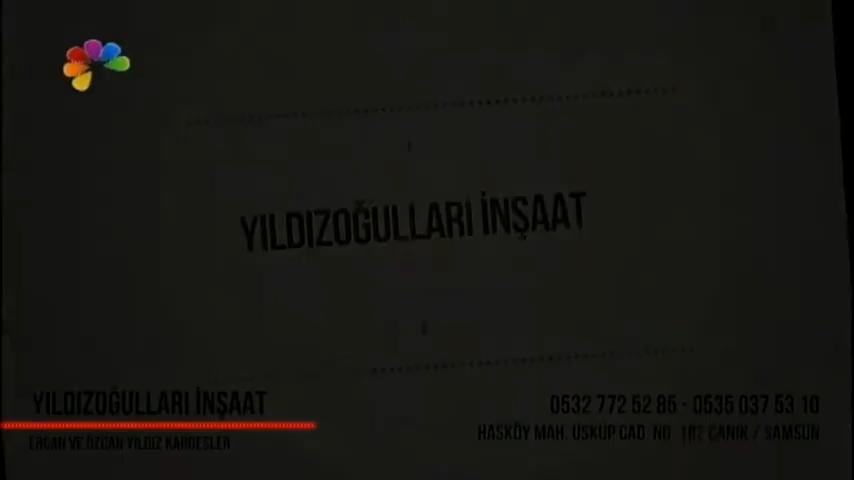 YILDIZOĞULLARI İNŞAAT
YILDIZOĞULLARI İNŞAAT
ERCAN VE ÖZCAN YILDIZ KARDEŞLER
0532 772 52 85 - 0535 037 53 10
HASKÖY MAH. ÜSKÜP CAD. NO: 182 CANİK / SAMSUN